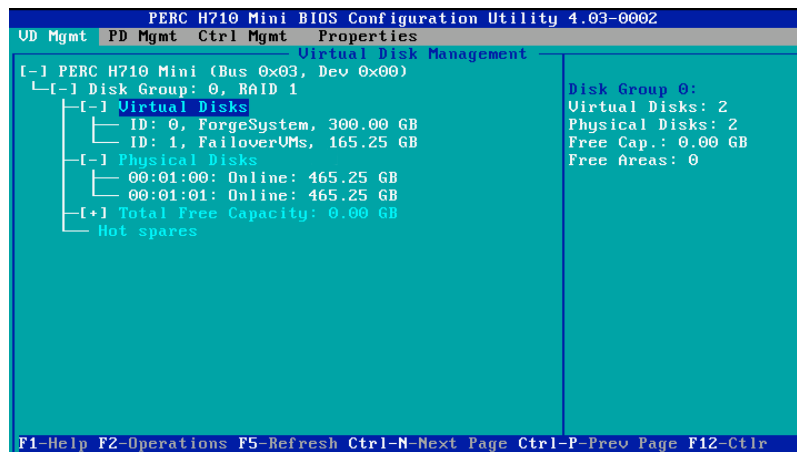 PERC H710 Mini BIOS Configuration Utility 4.03-0002
VD Mgmt PD Mgmt Ctrl Mgmt Properties
Virtual Disk Management
[-] PERC H710 Mini (Bus 0x03, Dev 0x00)
[-] Disk Group: 0, RAID 1
[-] Virtual Disks
ID: 0, ForgeSystem, 300.00 GB
ID: 1, FailoverVMs, 165.25 GB
[-] Physical Disks
00:01:00: Online: 465.25 GB
00:01:01: Online: 465.25 GB
[+] Total Free Capacity: 0.00 GB
Hot spares
Disk Group 0:
Virtual Disks: 2
Physical Disks: 2
Free Cap.: 0.00 GB
Free Areas: 0
F1-Help F2-Operations F5-Refresh Ctrl-N-Next Page Ctrl-P-Prev Page F12-Ctlr